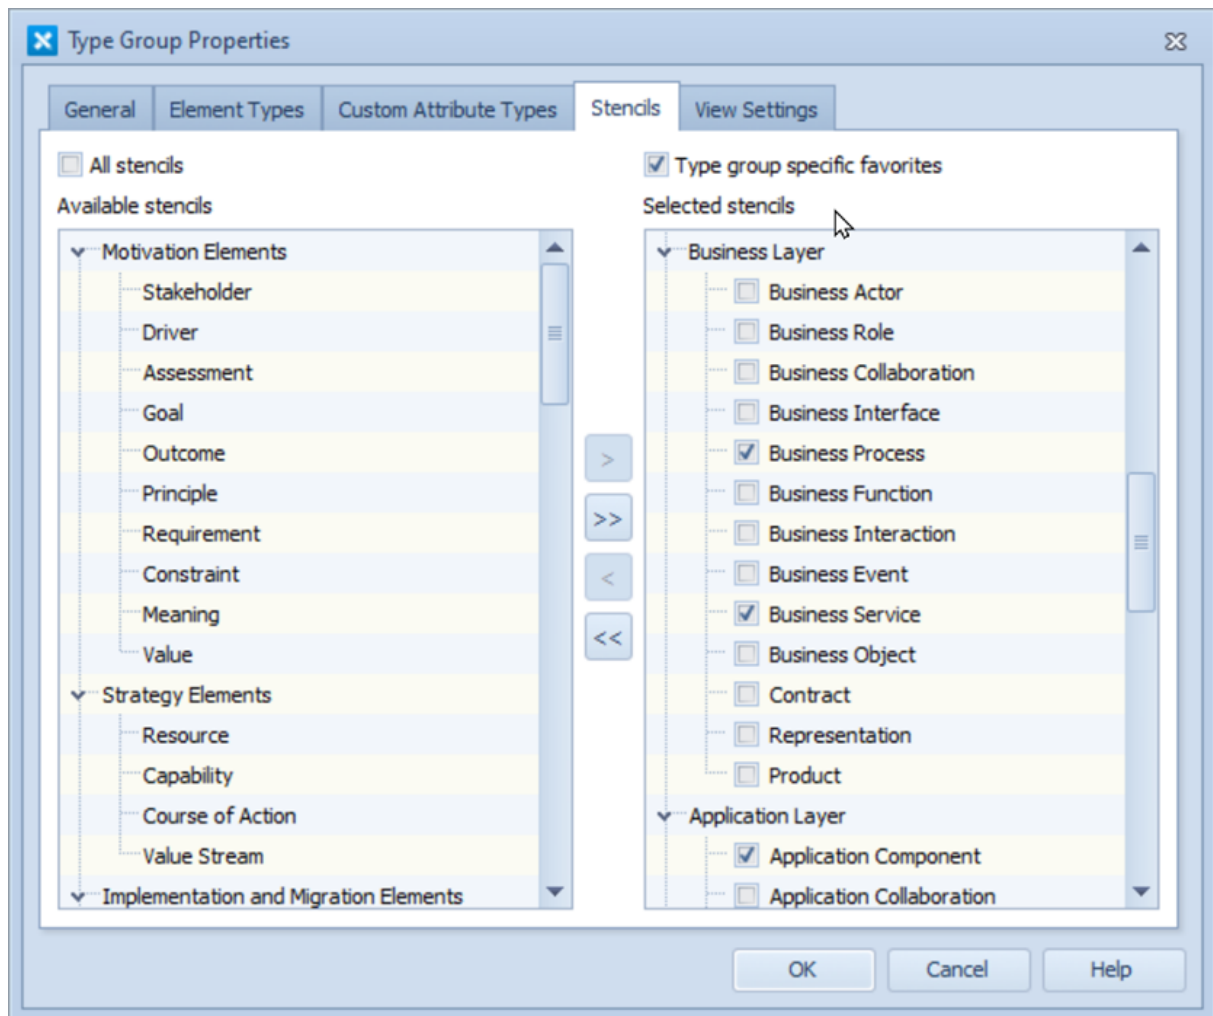 Type Group Properties
General
Element Types
Custom Attribute Types
Stencils
View Settings
All stencils
Available stencils
Motivation Elements
Stakeholder
Driver
Assessment
Goal
Outcome
Principle
Requirement
Constraint
Meaning
Value
Strategy Elements
Resource
Capability
Course of Action
Value Stream
Implementation and Migration Elements
>
>>
<
<<
Type group specific favorites
Selected stencils
Business Layer
Business Actor
Business Role
Business Collaboration
Business Interface
Business Process
Business Function
Business Interaction
Business Event
Business Service
Business Object
Contract
Representation
Product
Application Layer
Application Component
Application Collaboration
OK
Cancel
Help